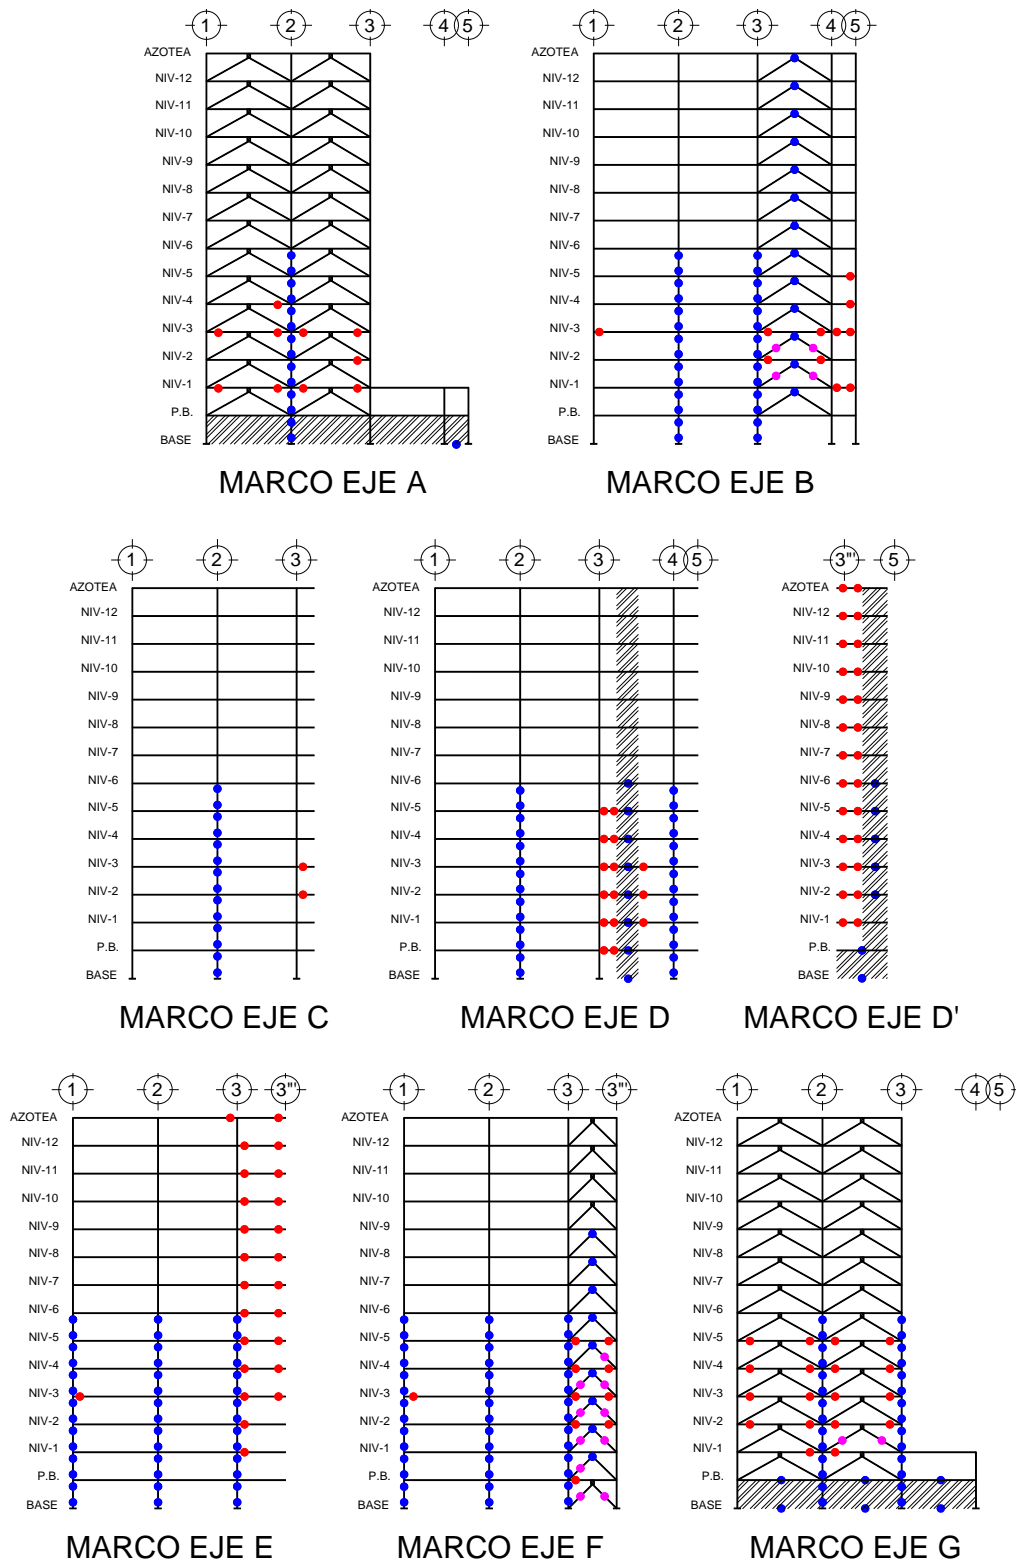 1 2 3 4 5
AZOTEA
NIV-12
NIV-11
NIV-10
NIV-9
NIV-8
NIV-7
NIV-6
NIV-5
NIV-4
NIV-3
NIV-2
NIV-1
P.B.
BASE
MARCO EJE A
1 2 3 4 5
AZOTEA
NIV-12
NIV-11
NIV-10
NIV-9
NIV-8
NIV-7
NIV-6
NIV-5
NIV-4
NIV-3
NIV-2
NIV-1
P.B.
BASE
MARCO EJE B
1 2 3
AZOTEA
NIV-12
NIV-11
NIV-10
NIV-9
NIV-8
NIV-7
NIV-6
NIV-5
NIV-4
NIV-3
NIV-2
NIV-1
P.B.
BASE
MARCO EJE C
1 2 3 4 5
AZOTEA
NIV-12
NIV-11
NIV-10
NIV-9
NIV-8
NIV-7
NIV-6
NIV-5
NIV-4
NIV-3
NIV-2
NIV-1
P.B.
BASE
MARCO EJE D
3''' 5
AZOTEA
NIV-12
NIV-11
NIV-10
NIV-9
NIV-8
NIV-7
NIV-6
NIV-5
NIV-4
NIV-3
NIV-2
NIV-1
P.B.
BASE
MARCO EJE D'
1 2 3 3'''
AZOTEA
NIV-12
NIV-11
NIV-10
NIV-9
NIV-8
NIV-7
NIV-6
NIV-5
NIV-4
NIV-3
NIV-2
NIV-1
P.B.
BASE
MARCO EJE E
1 2 3 3'''
AZOTEA
NIV-12
NIV-11
NIV-10
NIV-9
NIV-8
NIV-7
NIV-6
NIV-5
NIV-4
NIV-3
NIV-2
NIV-1
P.B.
BASE
MARCO EJE F
1 2 3 4 5
AZOTEA
NIV-12
NIV-11
NIV-10
NIV-9
NIV-8
NIV-7
NIV-6
NIV-5
NIV-4
NIV-3
NIV-2
NIV-1
P.B.
BASE
MARCO EJE G